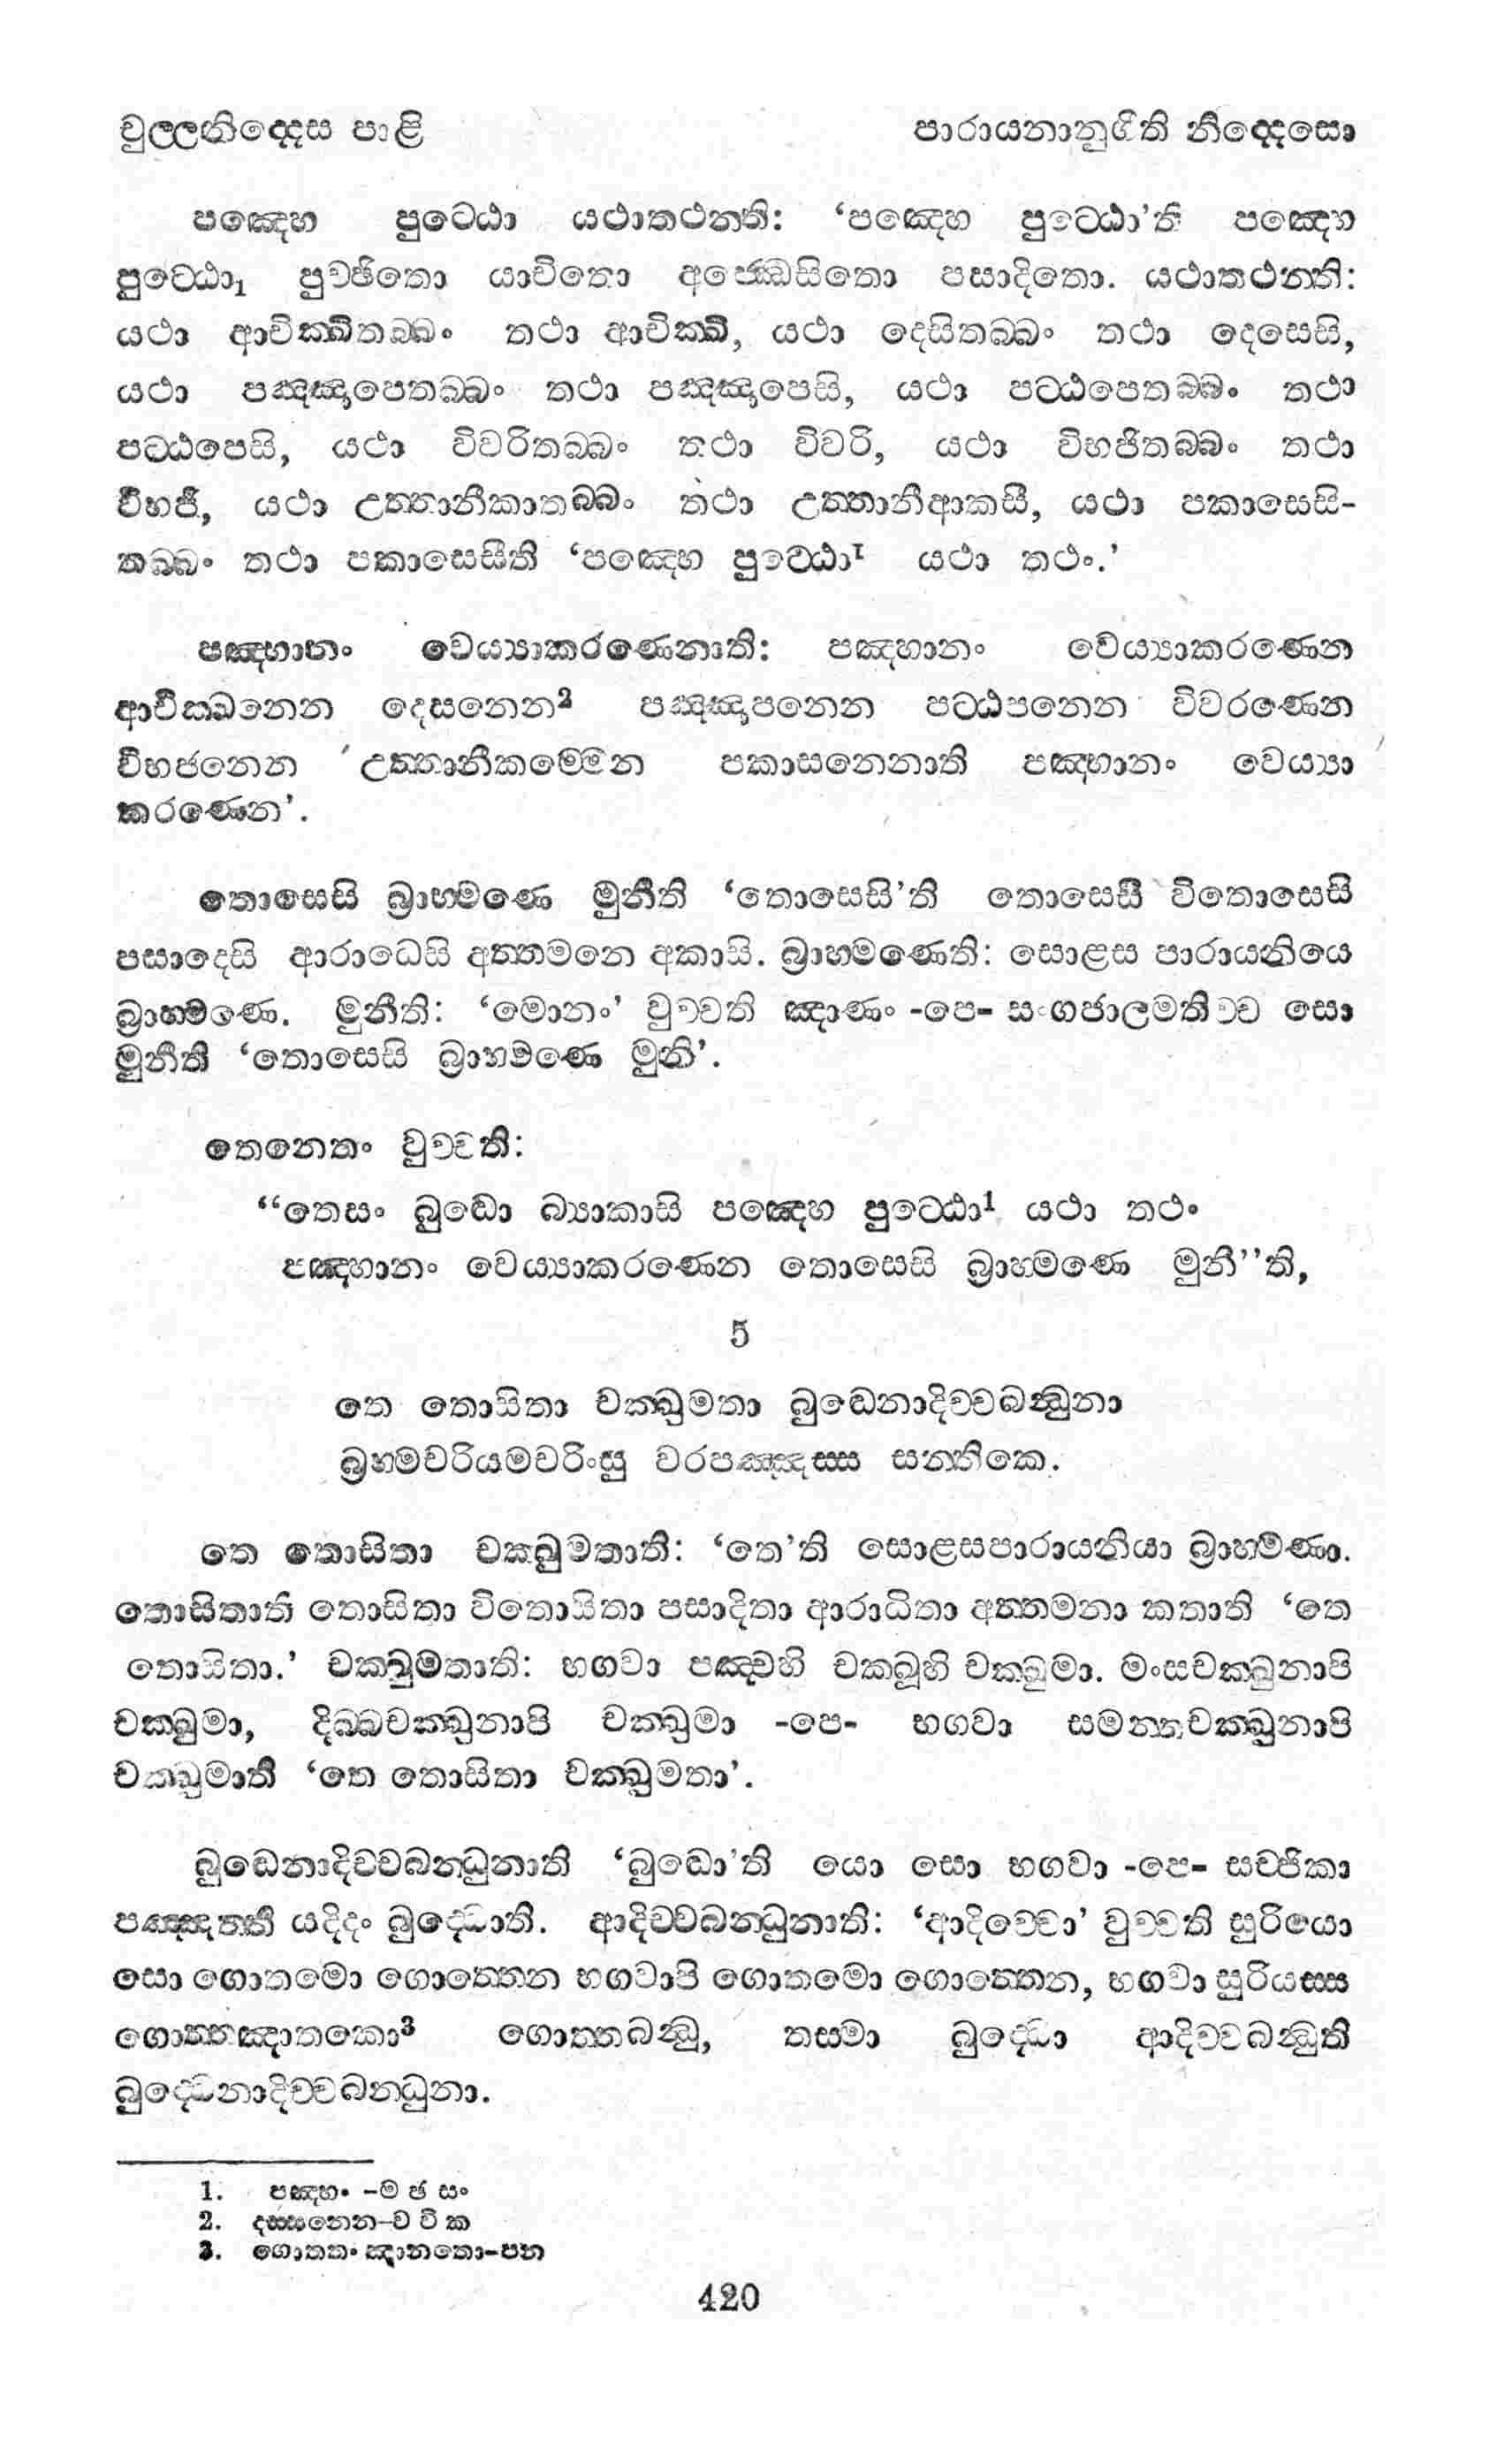 චුල්ලනිද්දෙස පාළි පාරායනානුගීති නිද්දෙසො
පඤ්හෙ පුට්ඨො යථාතථන්ති: ‘පඤ්හෙ පුට්ඨො’ති පඤ්හෙ
පුට්ඨො1 පුච්ඡිතො යාචිතො අජ්ඣෙසිතො පසාදිතො. යථාතථන්ති:
යථා ආචික්ඛිතබ්බං තථා ආචික්ඛි, යථා දෙසිතබ්බං තථා දෙසෙසි,
යථා පඤ්ඤාපෙතබ්බං තථා පඤ්ඤාපෙසි, යථා පට්ඨපෙතබ්බං තථා
පට්ඨපෙසි, යථා විවරිතබ්බං තථා විවරි, යථා විභජිතබ්බං තථා
විභජි, යථා උත්තානීකාතබ්බං තථා උත්තානීආකසි, යථා පකාසෙසි-
තබ්බං තථා පකාසෙසීති ‘පඤ්හෙ පුට්ඨො1 යථා තථං.’
පඤ්හානං වෙය්‍යාකරණෙනාති: පඤ්හානං වෙය්‍යාකරණෙන
ආචික්ඛනෙන දෙසනෙන2 පඤ්ඤාපනෙන පට්ඨපනෙන විවරණෙන
විභජනෙන උත්තානීකම්මෙන පකාසනෙනාති පඤ්හානං වෙය්‍යා
කරණෙන’.
තොසෙසි බ්‍රාහ්මණෙ මුනීති ‘තොසෙසි’ති තොසෙසි විතොසෙසි
පසාදෙසි ආරාධෙසි අත්තමනෙ අකාසි. බ්‍රාහ්මණෙති: සොළස පාරායනියෙ
බ්‍රාහ්මණෙ. මුනීති: ‘මොනං’ වුච්චති ඤාණං -පෙ- සංගජාලමතිච්ච සො
මුනීති ‘තොසෙසි බ්‍රාහ්මණෙ මුනි’.
තෙනෙතං වුච්චති:
“තෙසං බුද්ධො බ්‍යාකාසි පඤ්හෙ පුට්ඨො1 යථා තථං
පඤ්හානං වෙය්‍යාකරණෙන තොසෙසි බ්‍රාහ්මණෙ මුනී”ති,
5
තෙ තොසිතා චක්ඛුමතා බුද්ධෙනාදිච්චබන්ධුනා
බ්‍රහ්මචරියමචරිංසු වරපඤ්ඤස්ස සන්තිකෙ.
තෙ තොසිතා චක්ඛුමතාති: ‘තෙ’ති සොළසපාරායනියා බ්‍රාහ්මණා.
තොසිතාති තොසිතා විතොසිතා පසාදිතා ආරාධිතා අත්තමනා කතාති ‘තෙ
තොසිතා.’ චක්ඛුමතාති: භගවා පඤ්චහි චක්ඛූහි චක්ඛුමා. මංසචක්ඛුනාපි
චක්ඛුමා, දිබ්බචක්ඛුනාපි චක්ඛුමා -පෙ- භගවා සමන්තචක්ඛුනාපි
චක්ඛුමාති ‘තෙ තොසිතා චක්ඛුමතා’.
බුද්ධෙනාදිච්චබන්ධුනාති ‘බුද්ධො’ති යො සො භගවා -පෙ- සච්ඡිකා
පඤ්ඤත්ති යදිදං බුද්ධොති. ආදිච්චබන්ධුනාති: ‘ආදිච්චො’ වුච්චති සුරියො
සො ගොතමො ගොත්තෙන භගවාපි ගොතමො ගොත්තෙන, භගවා සුරියස්ස
ගොත්තඤාතකො3 ගොත්තබන්ධු, තස්මා බුද්ධො ආදිච්චබන්ධුති
බුද්ධෙනාදිච්චබන්ධුනා.
1. පඤ්හං -ම ඡ සං
2. දස්සනෙන-ව වි ක
3. ගොතතං ඤානතො-පන
420